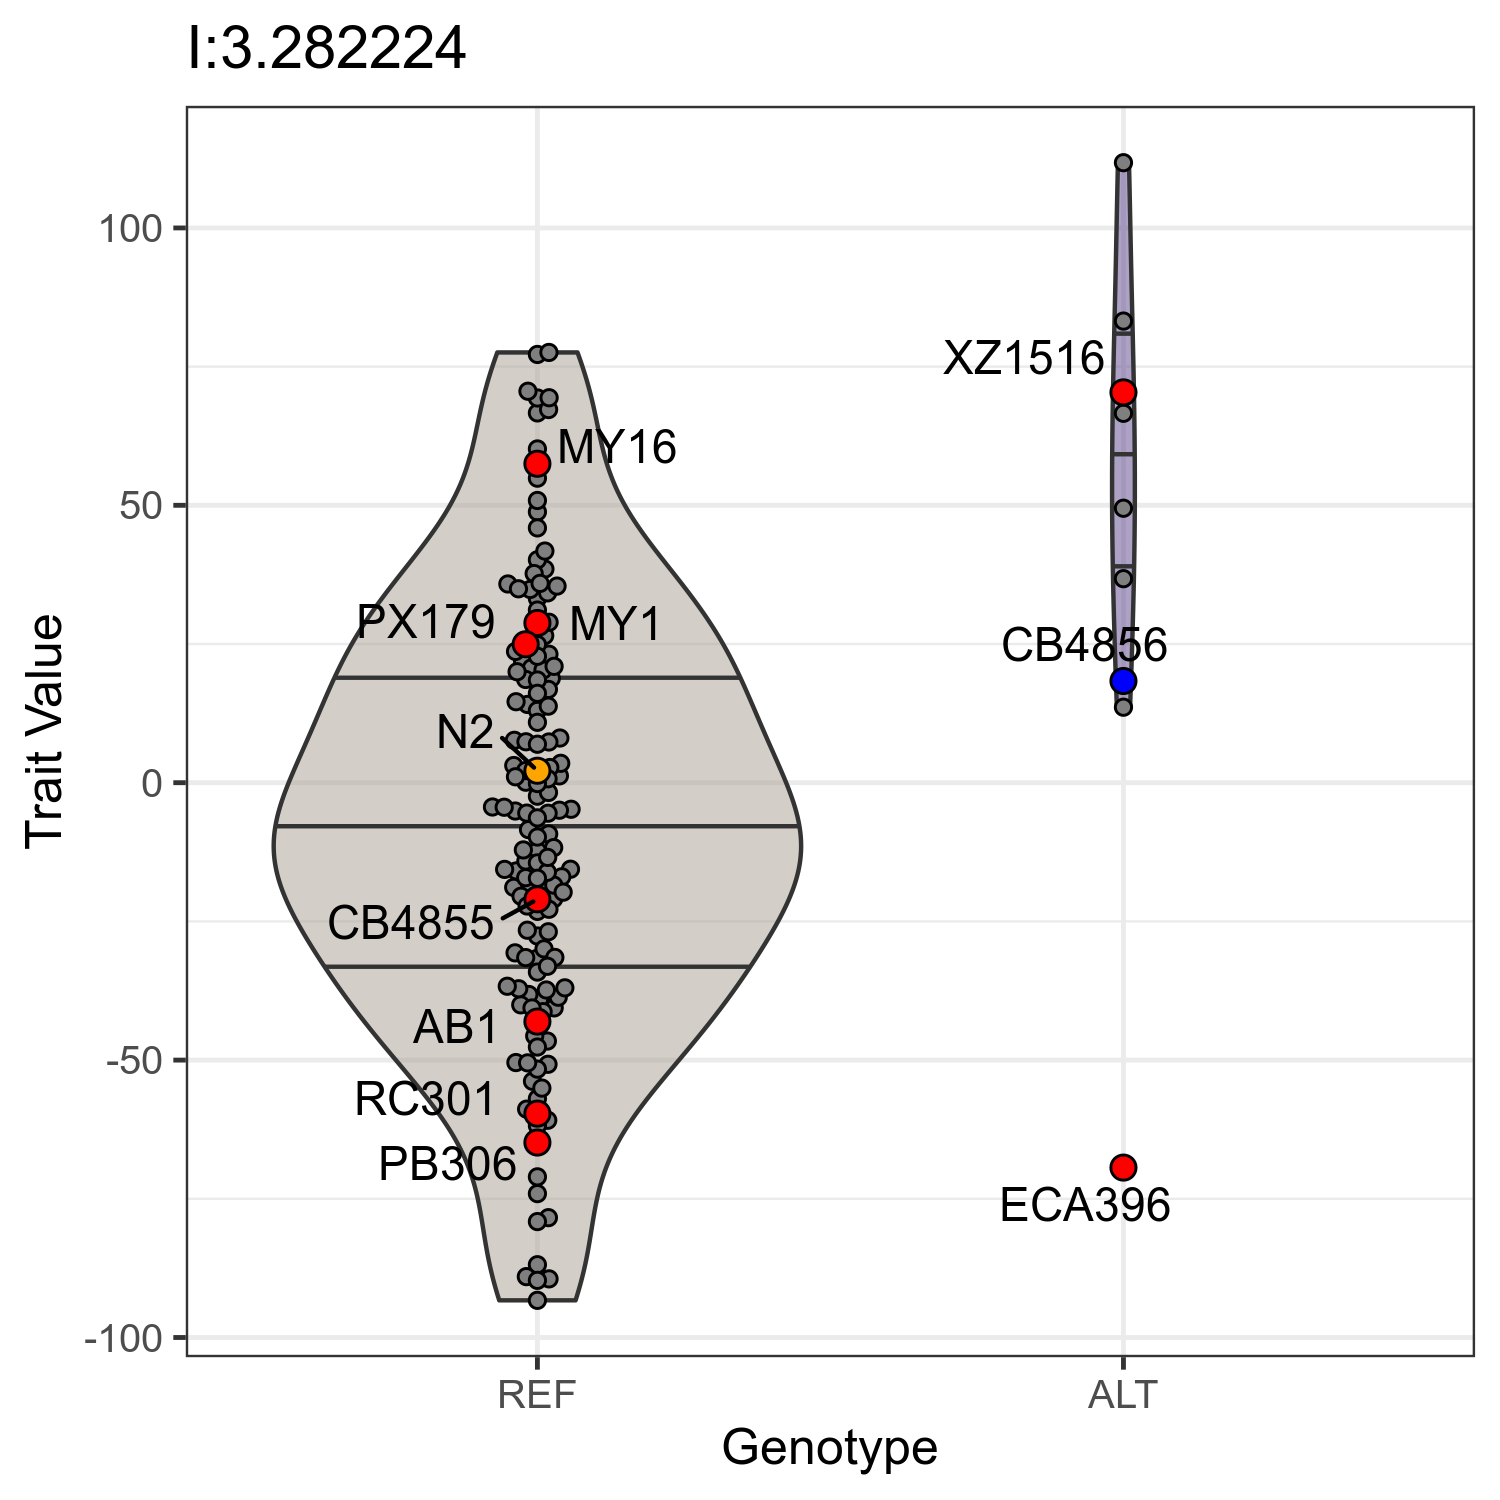 I:3.282224
100
50
0
-50
-100
Trait Value
MY16
PX179
MY1
N2
CB4855
AB1
RC301
PB306
XZ1516
CB4856
ECA396
REF
ALT
Genotype